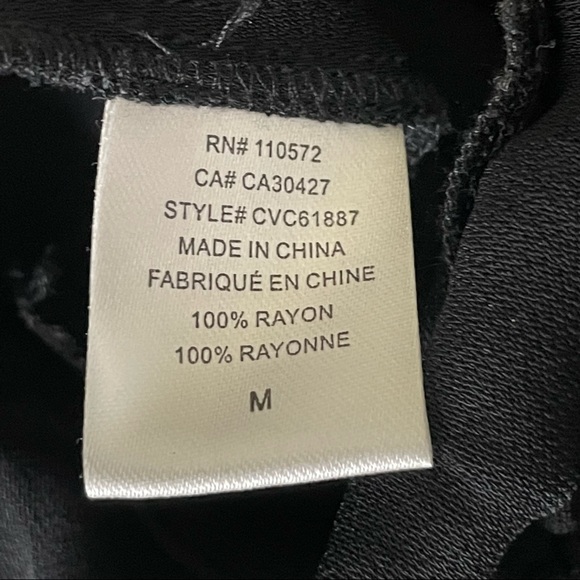 RN# 110572
CA# CA30427
STYLE# CVC61887
MADE IN CHINA
FABRIQUÉ EN CHINE
100% RAYON
100% RAYONNE
M